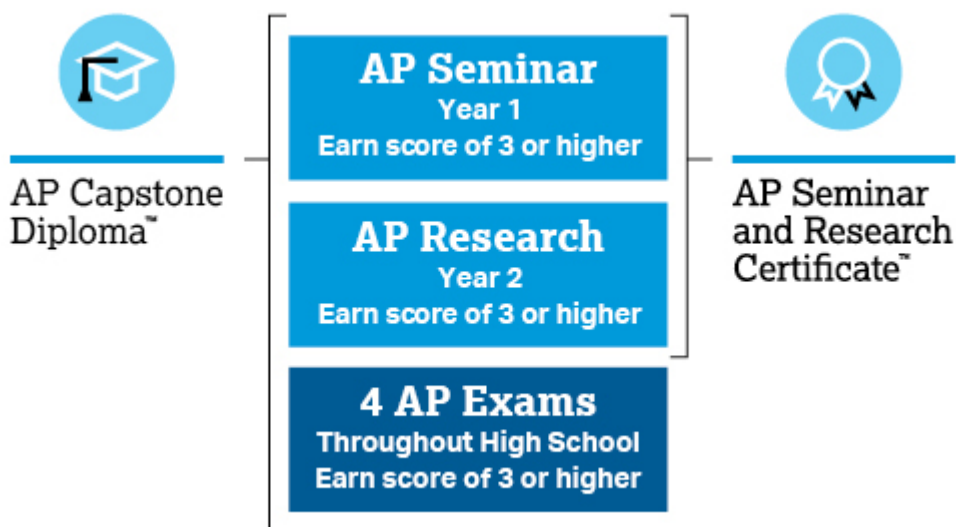 AP Capstone
Diploma™
AP Seminar
Year 1
Earn score of 3 or higher
AP Research
Year 2
Earn score of 3 or higher
4 AP Exams
Throughout High School
Earn score of 3 or higher
AP Seminar
and Research
Certificate™